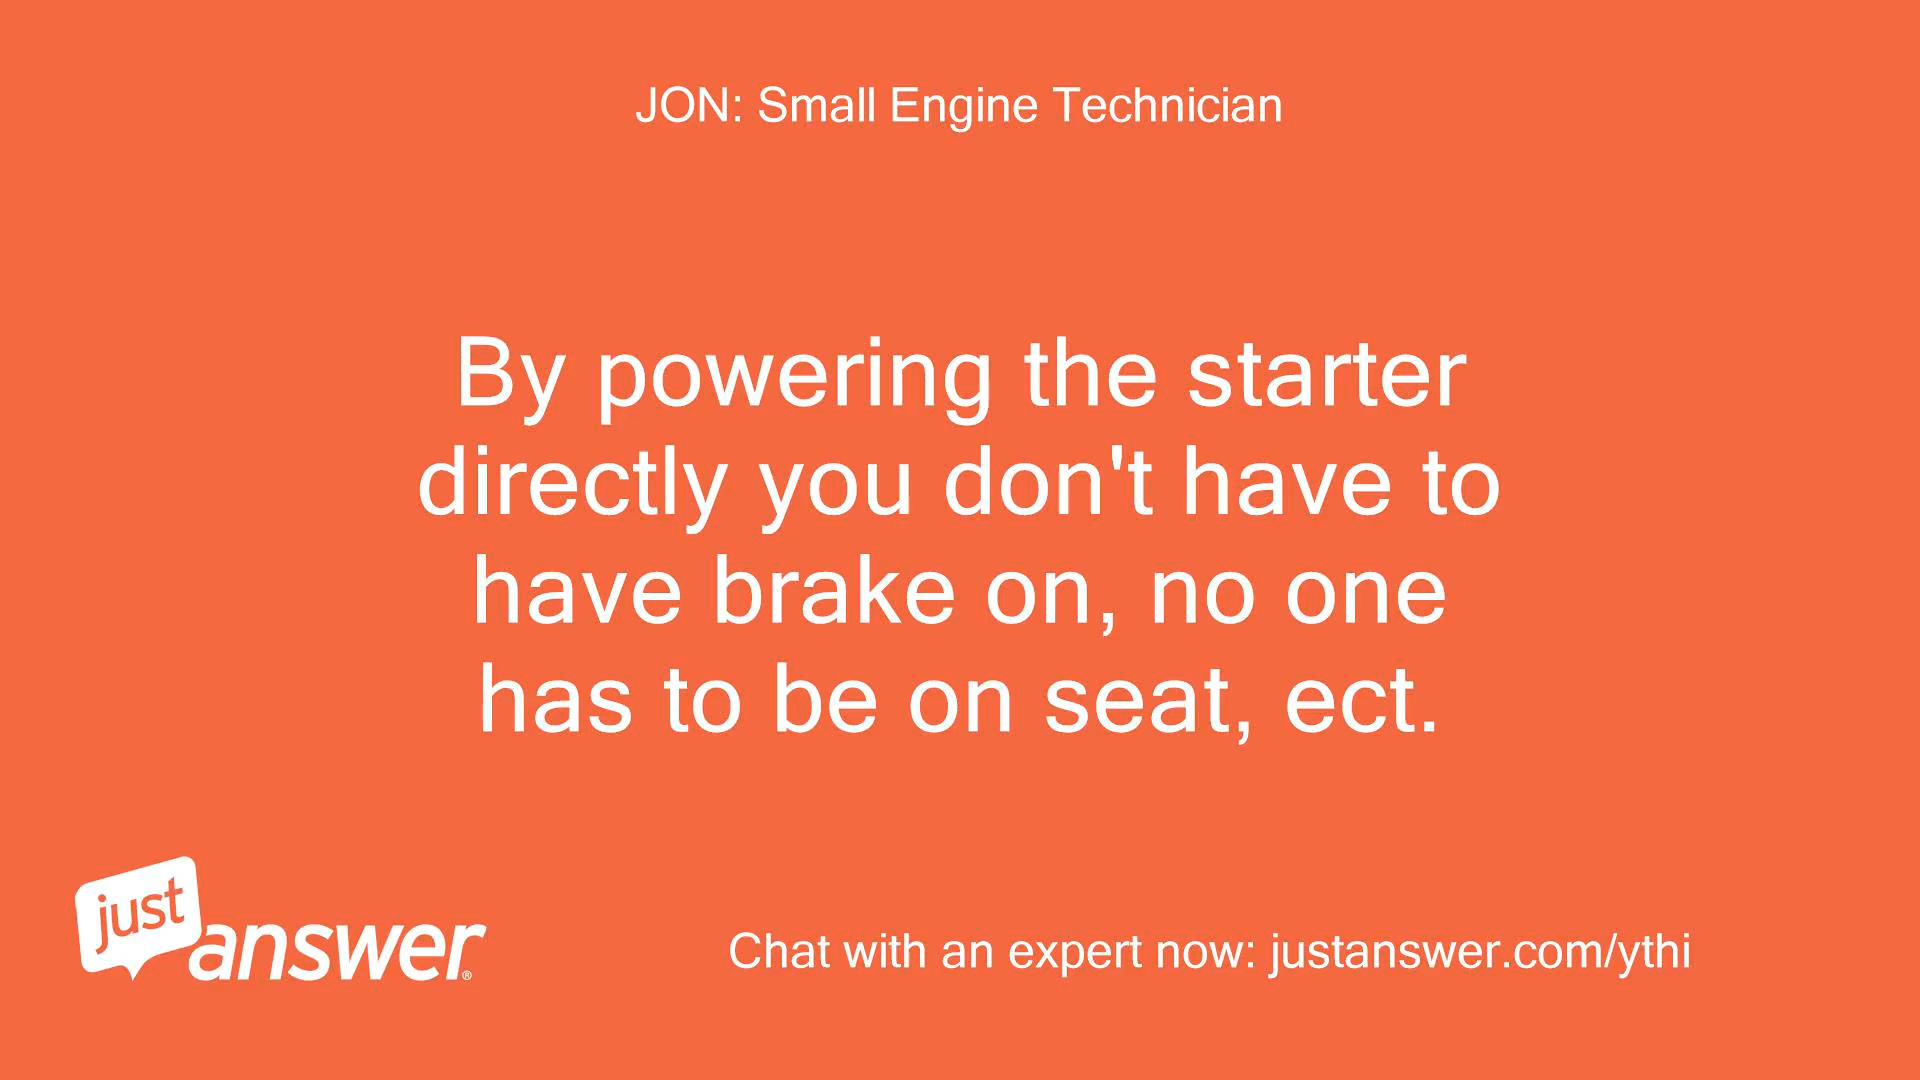 JON: Small Engine Technician
By powering the starter
directly you don't have to
have brake on, no one
has to be on seat, ect.
just
answer®
Chat with an expert now: justanswer.com/ythi